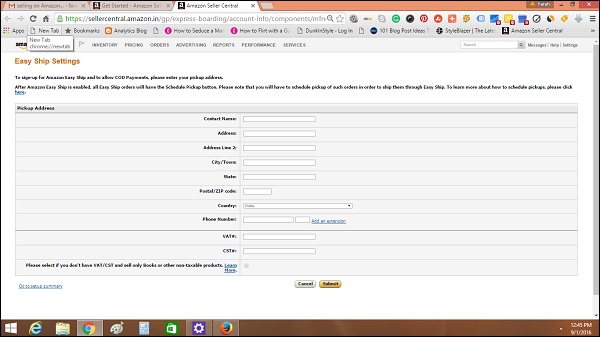 selling on Amazon... - fa
Get Started - Amazon S
Amazon Seller Central
Farah
https://sellercentral.amazon.in/gp/express-boarding/account-info/components/mfn
Apps
New Tab
Bookmarks
Analytics Blog
How to Seduce a Mo
How to Flirt with a G
DunkinStyle - Login
101 Blog Post Ideas T
StyleBlazer | The Late
Amazon Seller Central
New Tab
chrome://newtab
INVENTORY PRICING ORDERS ADVERTISING REPORTS PERFORMANCE SERVICES
Search
Messages | Help | Settings
Easy Ship Settings
To sign-up for Amazon Easy Ship and to allow COD Payments, please enter your pickup address.
After Amazon Easy Ship is enabled, all Easy Ship orders will have the Schedule Pickup button. Please note that you will have to schedule pickup of such orders in order to ship them through Easy Ship. To learn more about how to schedule pickups, please click
here.
Pickup Address
Contact Name:
Address:
Address Line 2:
City/Town:
State:
Postal/ZIP code:
Country:
India
Phone Number:
Add an extension
VAT#:
CST#:
Please select if you don't have VAT/CST and sell only Books or other non-taxable products. Learn
More.
Go to setup summary
Cancel
Submit
12:45 PM
9/1/2016